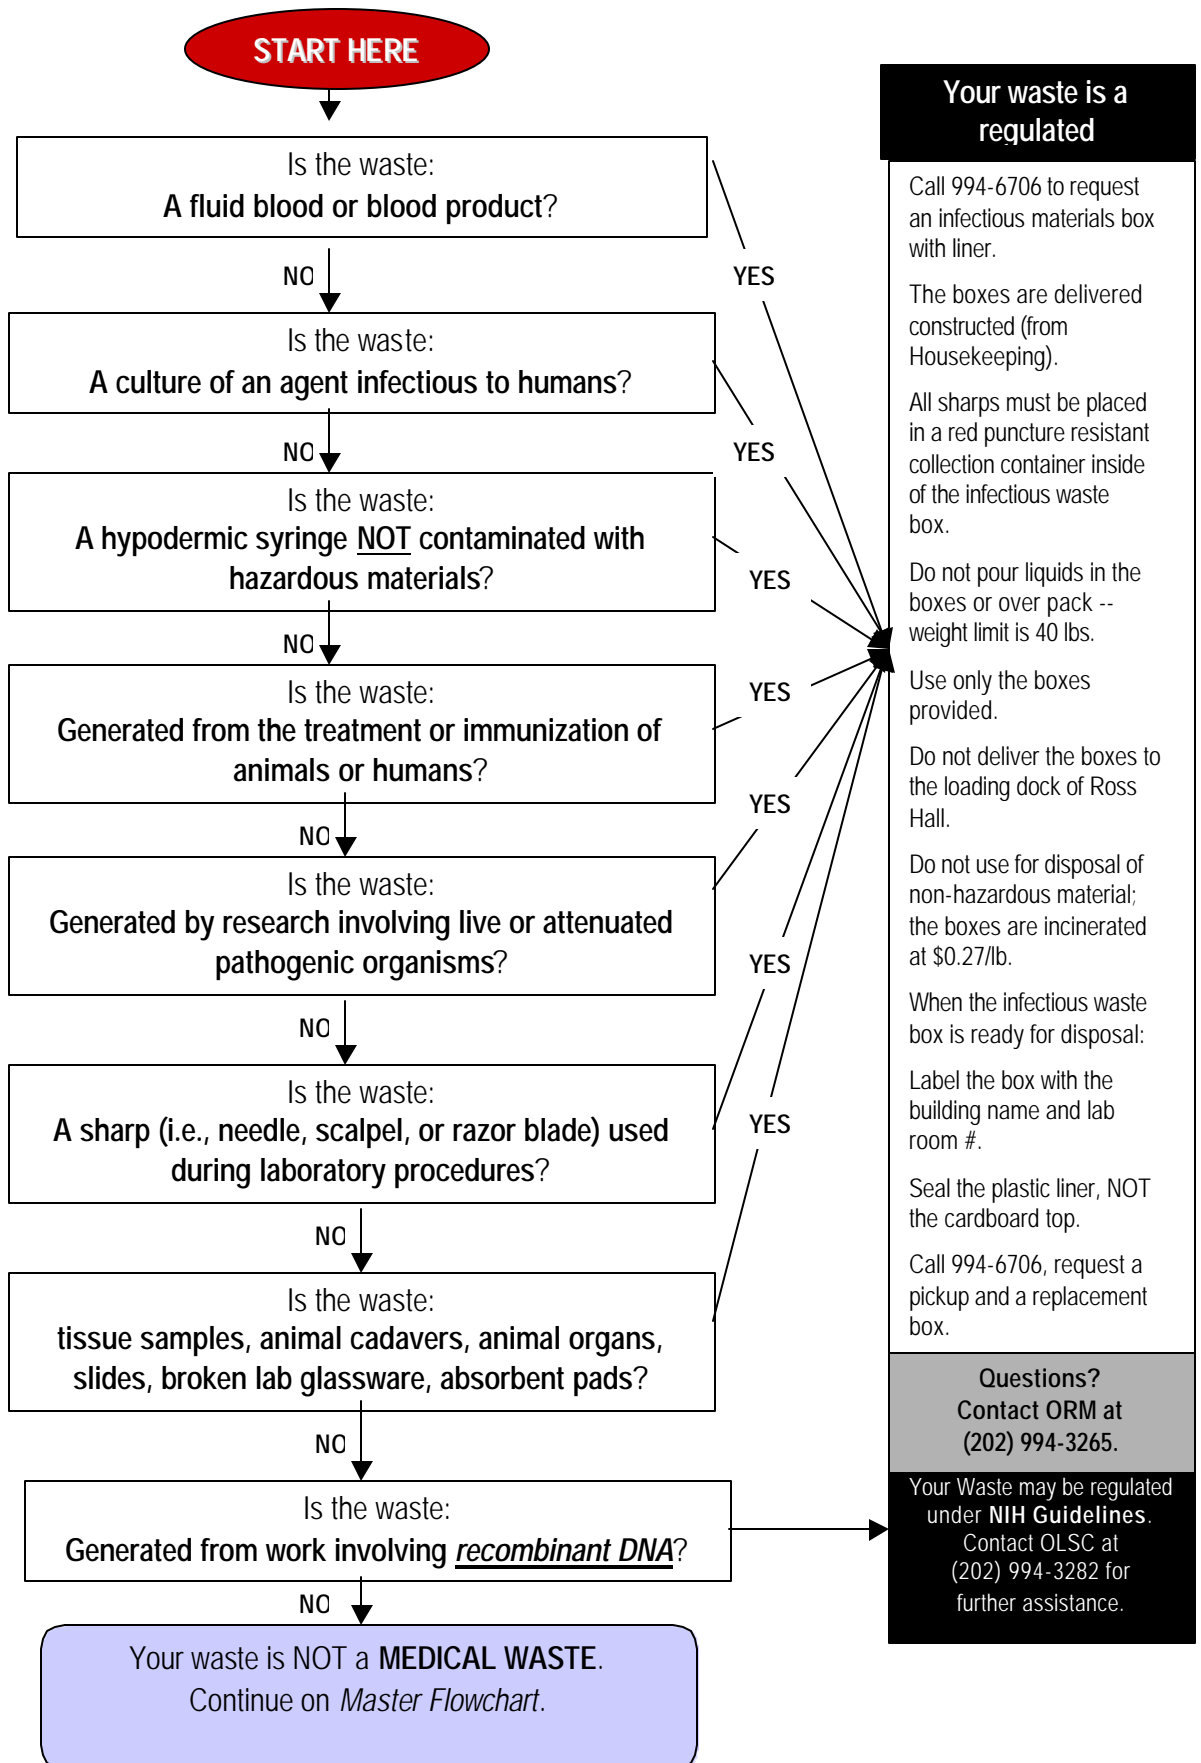 START HERE
Is the waste:
A fluid blood or blood product?
NO
YES
Is the waste:
A culture of an agent infectious to humans?
NO
YES
Is the waste:
A hypodermic syringe NOT contaminated with
hazardous materials?
NO
YES
Is the waste:
Generated from the treatment or immunization of
animals or humans?
NO
YES
Is the waste:
Generated by research involving live or attenuated
pathogenic organisms?
NO
YES
Is the waste:
A sharp (i.e., needle, scalpel, or razor blade) used
during laboratory procedures?
NO
YES
Is the waste:
tissue samples, animal cadavers, animal organs,
slides, broken lab glassware, absorbent pads?
NO
YES
Is the waste:
Generated from work involving recombinant DNA?
NO
Your waste is NOT a MEDICAL WASTE.
Continue on Master Flowchart.
Your waste is a
regulated
Call 994-6706 to request
an infectious materials box
with liner.
The boxes are delivered
constructed (from
Housekeeping).
All sharps must be placed
in a red puncture resistant
collection container inside
of the infectious waste
box.
Do not pour liquids in the
boxes or over pack --
weight limit is 40 lbs.
Use only the boxes
provided.
Do not deliver the boxes to
the loading dock of Ross
Hall.
Do not use for disposal of
non-hazardous material;
the boxes are incinerated
at $0.27/lb.
When the infectious waste
box is ready for disposal:
Label the box with the
building name and lab
room #.
Seal the plastic liner, NOT
the cardboard top.
Call 994-6706, request a
pickup and a replacement
box.
Questions?
Contact ORM at
(202) 994-3265.
Your Waste may be regulated
under NIH Guidelines.
Contact OLSC at
(202) 994-3282 for
further assistance.